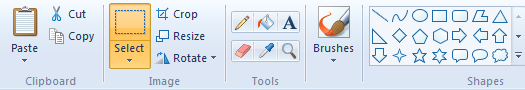 Paste
Cut
Copy
Clipboard
Select
Crop
Resize
Rotate
Image
A
Tools
Brushes
Shapes